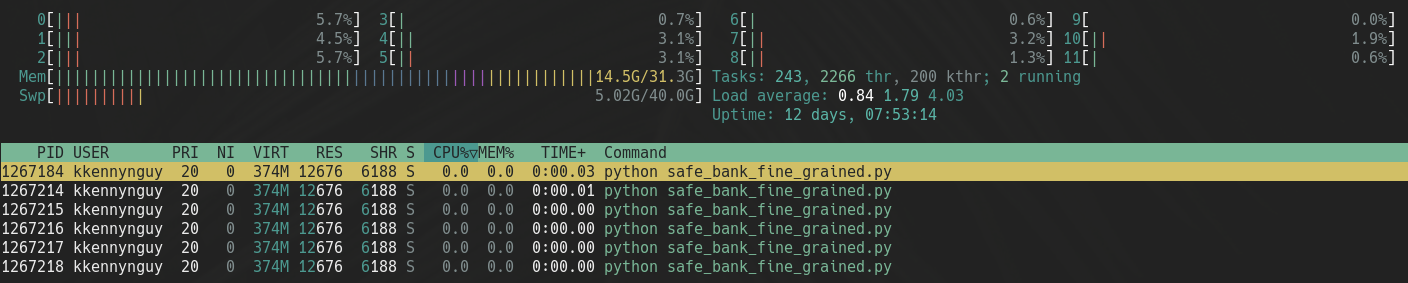 0[||| 5.7%] 3[| 0.7%] 6[| 0.6%] 9[ 0.0%]
1[||| 4.5%] 4[|| 3.1%] 7[|| 3.2%] 10[|| 1.9%]
2[||| 5.7%] 5[|| 3.1%] 8[|| 1.3%] 11[| 0.6%]
Mem[||||||||||||||||||||||||||||||||||||||||||||||||||||||||||||14.5G/31.3G] Tasks: 243, 2266 thr, 200 kthr; 2 running
Swp[|||||||||| 5.02G/40.0G] Load average: 0.84 1.79 4.03
Uptime: 12 days, 07:53:14
PID USER PRI NI VIRT RES SHR S CPU%▽MEM% TIME+ Command
1267184 kkennynguy 20 0 374M 12676 6188 S 0.0 0.0 0:00.03 python safe_bank_fine_grained.py
1267214 kkennynguy 20 0 374M 12676 6188 S 0.0 0.0 0:00.01 python safe_bank_fine_grained.py
1267215 kkennynguy 20 0 374M 12676 6188 S 0.0 0.0 0:00.00 python safe_bank_fine_grained.py
1267216 kkennynguy 20 0 374M 12676 6188 S 0.0 0.0 0:00.00 python safe_bank_fine_grained.py
1267217 kkennynguy 20 0 374M 12676 6188 S 0.0 0.0 0:00.00 python safe_bank_fine_grained.py
1267218 kkennynguy 20 0 374M 12676 6188 S 0.0 0.0 0:00.00 python safe_bank_fine_grained.py